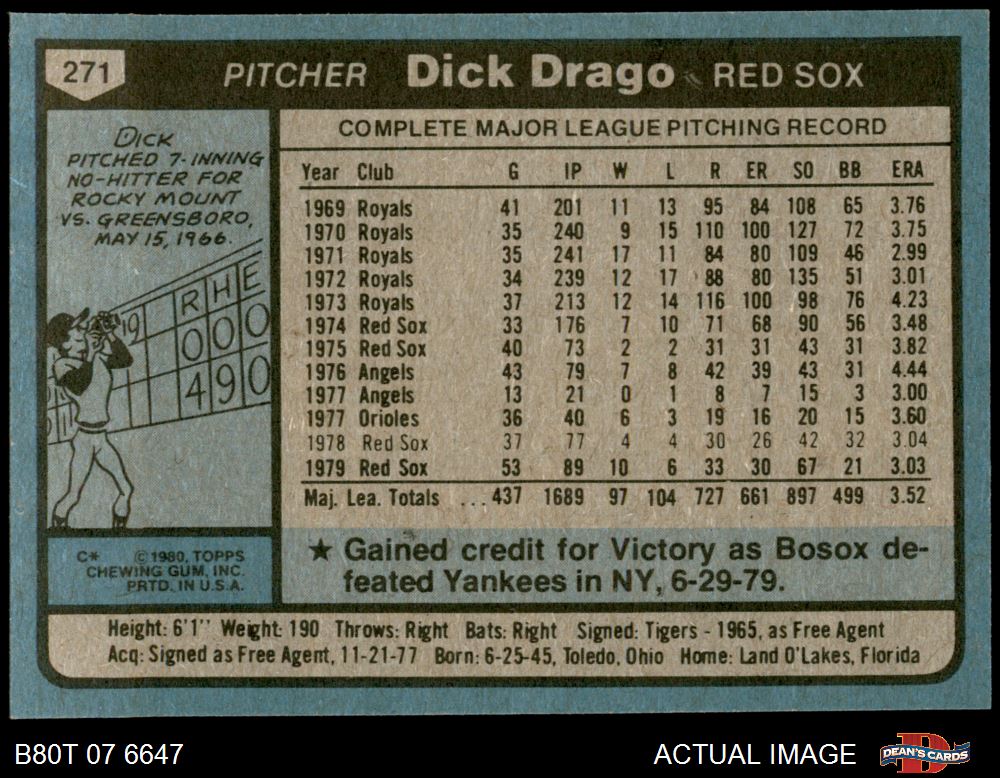 271
PITCHER Dick Drago RED SOX
DICK
PITCHED 7-INNING
NO-HITTER FOR
ROCKY MOUNT
VS. GREENSBORO,
MAY 15, 1966.
R H E
0 0 0
4 9 0
C* © 1980, TOPPS
CHEWING GUM, INC.
PRTD. IN U.S.A.
COMPLETE MAJOR LEAGUE PITCHING RECORD
Year Club G IP W L R ER SO BB ERA
1969 Royals 41 201 11 13 95 84 108 65 3.76
1970 Royals 35 240 9 15 110 100 127 72 3.75
1971 Royals 35 241 17 11 84 80 109 46 2.99
1972 Royals 34 239 12 17 88 80 135 51 3.01
1973 Royals 37 213 12 14 116 100 98 76 4.23
1974 Red Sox 33 176 7 10 71 68 90 56 3.48
1975 Red Sox 40 73 2 2 31 31 43 31 3.82
1976 Angels 43 79 7 8 42 39 43 31 4.44
1977 Angels 13 21 0 1 8 7 15 3 3.00
1977 Orioles 36 40 6 3 19 16 20 15 3.60
1978 Red Sox 37 77 4 4 30 26 42 32 3.04
1979 Red Sox 53 89 10 6 33 30 67 21 3.03
Maj. Lea. Totals ...437 1689 97 104 727 661 897 499 3.52
★ Gained credit for Victory as Bosox de-
feated Yankees in NY, 6-29-79.
Height: 6'1'' Weight: 190 Throws: Right Bats: Right Signed: Tigers - 1965, as Free Agent
Acq: Signed as Free Agent, 11-21-77 Born: 6-25-45, Toledo, Ohio Home: Land O'Lakes, Florida
B80T 07 6647 ACTUAL IMAGE DEAN'S CARDS